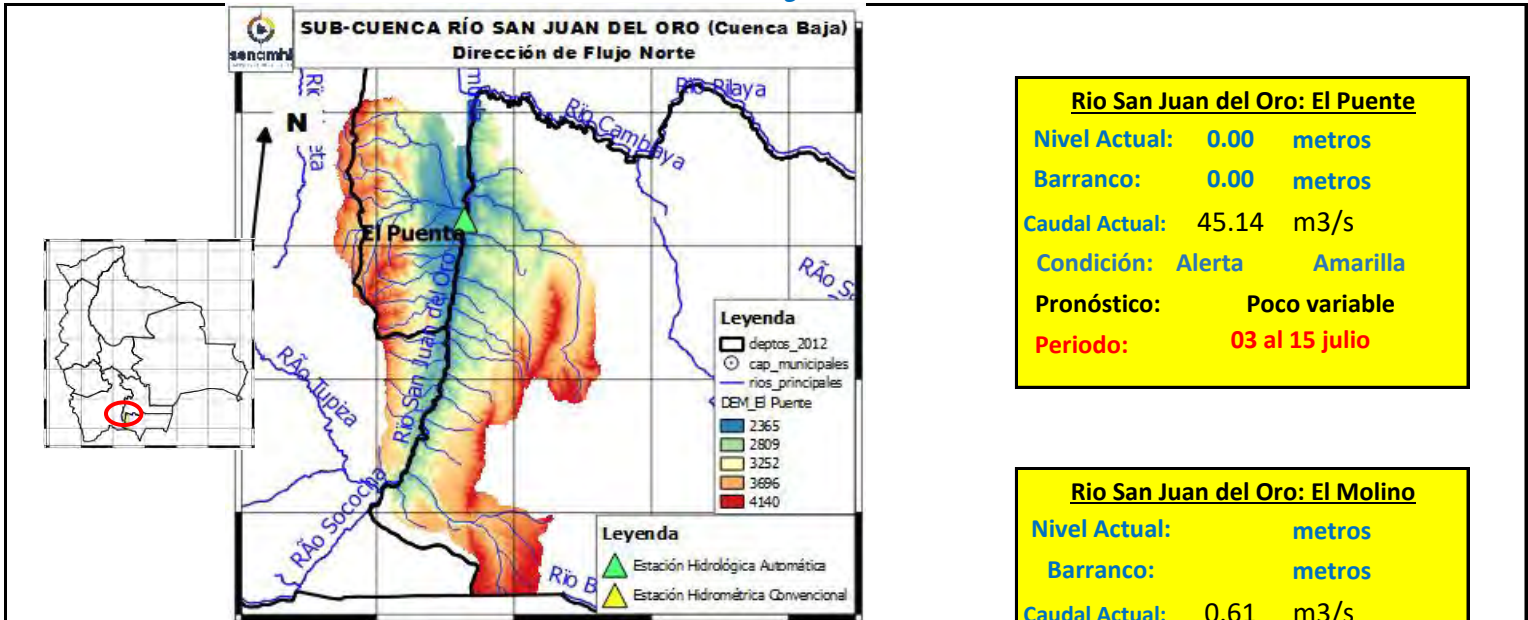 senamhi
SUB-CUENCA RÍO SAN JUAN DEL ORO (Cuenca Baja)
Dirección de Flujo Norte
N
Río Pilaya
Río Camblaya
El Puente
Río San Juan del Oro
RÃo Tupiza
RÃo Sococha
Río B
Leyenda
deptos_2012
cap_municipales
rios_principales
DEM_El Puente
2365
2809
3252
3696
4140
Leyenda
Estación Hidrológica Automática
Estación Hidrométrica Convencional
Rio San Juan del Oro: El Puente
Nivel Actual: 0.00 metros
Barranco: 0.00 metros
Caudal Actual: 45.14 m3/s
Condición: Alerta Amarilla
Pronóstico: Poco variable
Periodo: 03 al 15 julio
Rio San Juan del Oro: El Molino
Nivel Actual: metros
Barranco: metros
Caudal Actual: 0.61 m3/s